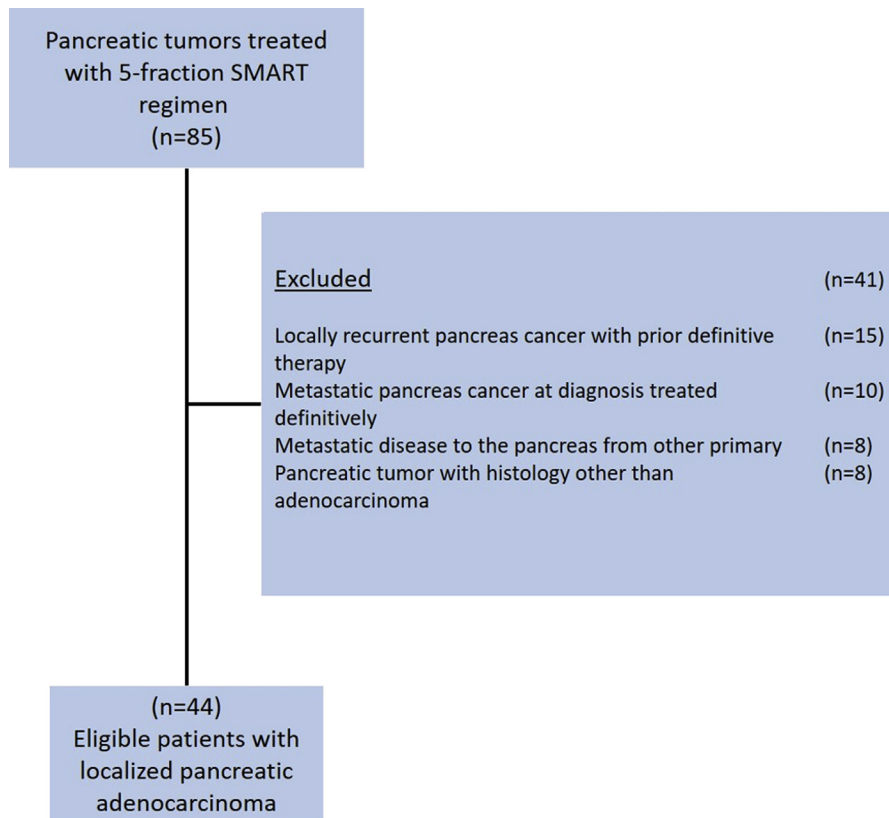 Pancreatic tumors treated
with 5-fraction SMART
regimen
(n=85)
Excluded (n=41)
Locally recurrent pancreas cancer with prior definitive (n=15)
therapy
Metastatic pancreas cancer at diagnosis treated (n=10)
definitively
Metastatic disease to the pancreas from other primary (n=8)
Pancreatic tumor with histology other than (n=8)
adenocarcinoma
(n=44)
Eligible patients with
localized pancreatic
adenocarcinoma